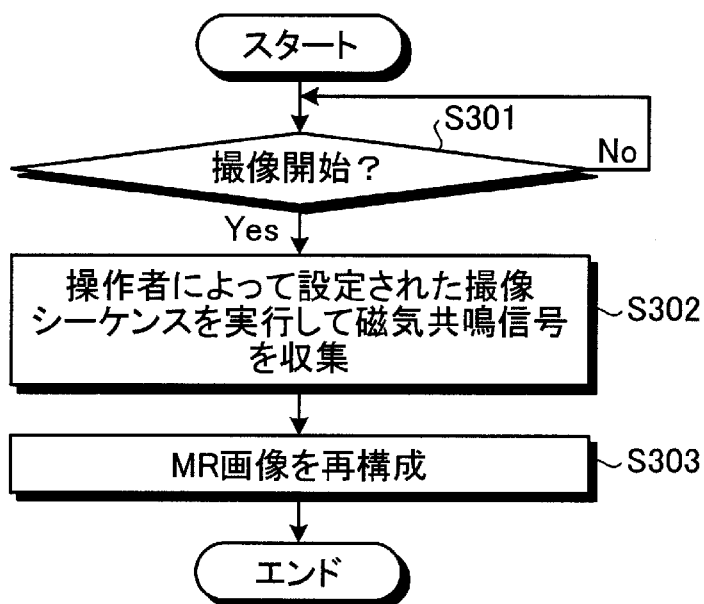 スタート
S301
撮像開始？
No
Yes
操作者によって設定された撮像
シーケンスを実行して磁気共鳴信号
を収集
S302
MR画像を再構成
S303
エンド